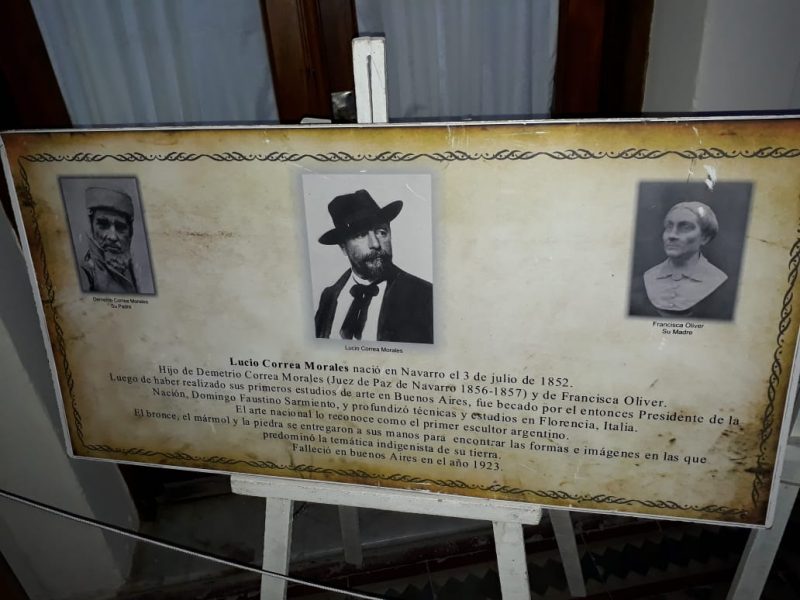 Demetrio Correa Morales
Su Padre
Lucio Correa Morales
Francisca Oliver
Su Madre
Lucio Correa Morales nació en Navarro el 3 de julio de 1852.
Hijo de Demetrio Correa Morales (Juez de Paz de Navarro 1856-1857) y de Francisca Oliver.
Luego de haber realizado sus primeros estudios de arte en Buenos Aires, fue becado por el entonces Presidente de la
Nación, Domingo Faustino Sarmiento, y profundizó técnicas y estudios en Florencia, Italia.
El arte nacional lo reconoce como el primer escultor argentino.
El bronce, el mármol y la piedra se entregaron a sus manos para encontrar las formas e imágenes en las que
predominó la temática indigenista de su tierra.
Falleció en buenos Aires en el año 1923.